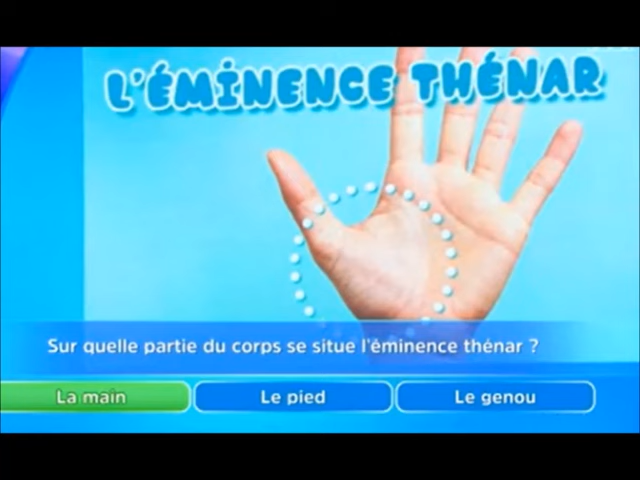 L'ÉMINENCE THÉNAR
Sur quelle partie du corps se situe l'éminence thénar ?
La main
Le pied
Le genou